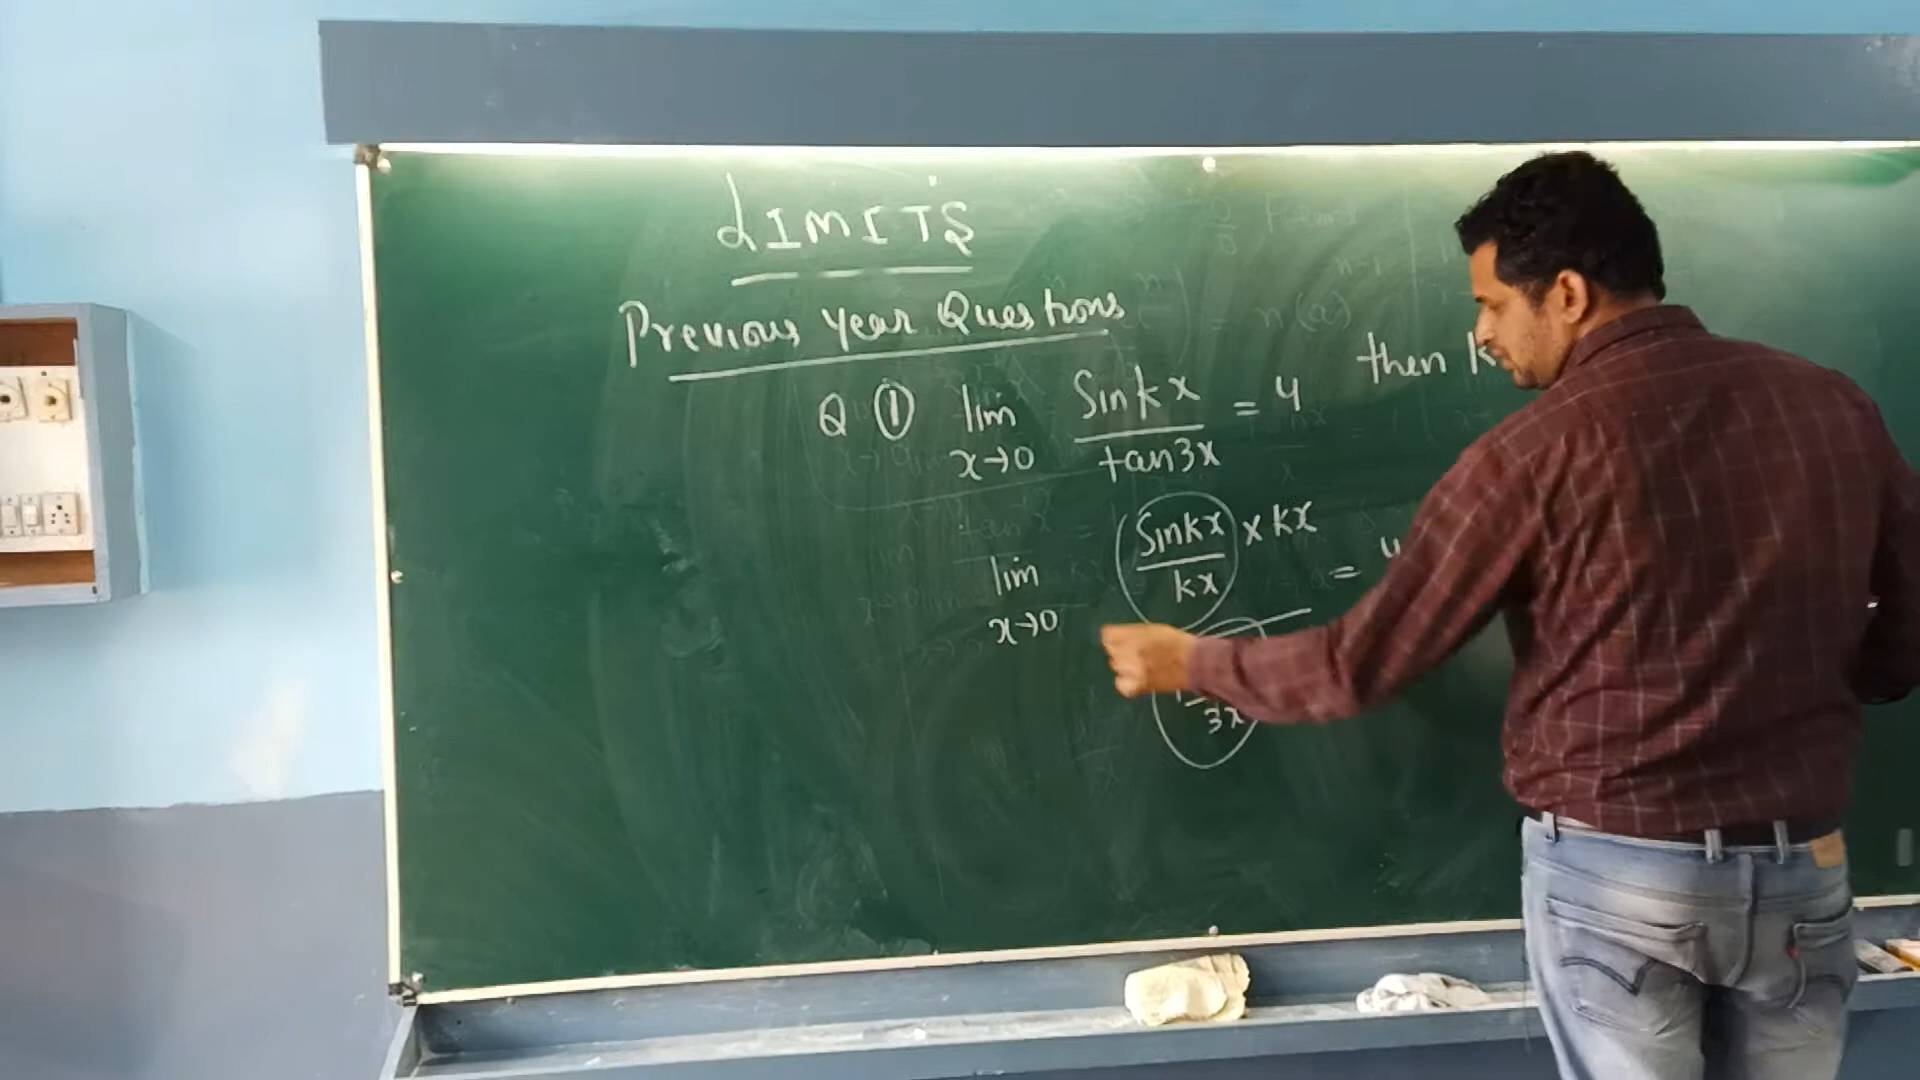 LIMITS
Previous year Questions
Q ① lim Sinkx = 4 then k
x→0 tan3x
Sinkx x kx
lim kx = 4
x→0
3x